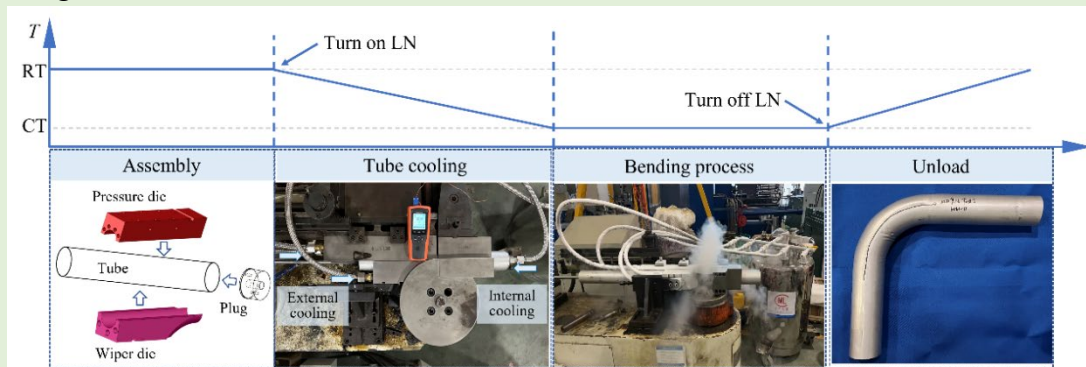 T
Turn on LN
RT
Turn off LN
CT
Assembly
Tube cooling
Bending process
Unload
Pressure die
Tube
Plug
Wiper die
External
cooling
Internal
cooling